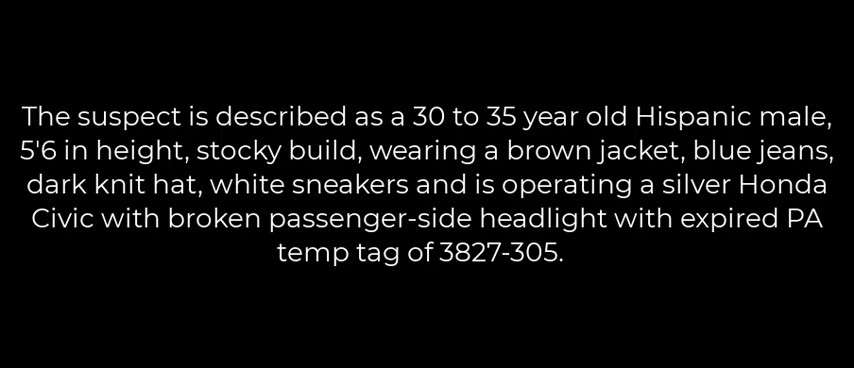 The suspect is described as a 30 to 35 year old Hispanic male,
5'6 in height, stocky build, wearing a brown jacket, blue jeans,
dark knit hat, white sneakers and is operating a silver Honda
Civic with broken passenger-side headlight with expired PA
temp tag of 3827-305.